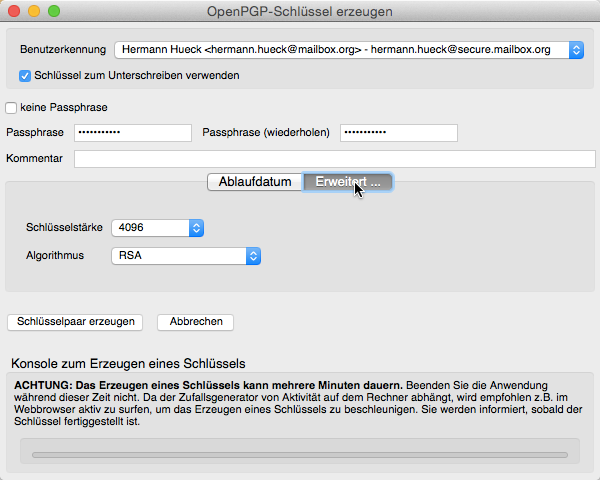 OpenPGP-Schlüssel erzeugen
Benutzerkennung Hermann Hueck <hermann.hueck@mailbox.org> - hermann.hueck@secure.mailbox.org
Schlüssel zum Unterschreiben verwenden
keine Passphrase
Passphrase ••••••••••• Passphrase (wiederholen) •••••••••••
Kommentar
Ablaufdatum Erweitert ...
Schlüsselstärke 4096
Algorithmus RSA
Schlüsselpaar erzeugen Abbrechen
Konsole zum Erzeugen eines Schlüssels
ACHTUNG: Das Erzeugen eines Schlüssels kann mehrere Minuten dauern. Beenden Sie die Anwendung
während dieser Zeit nicht. Da der Zufallsgenerator von Aktivität auf dem Rechner abhängt, wird empfohlen z.B. im
Webbrowser aktiv zu surfen, um das Erzeugen eines Schlüssels zu beschleunigen. Sie werden informiert, sobald der
Schlüssel fertiggestellt ist.